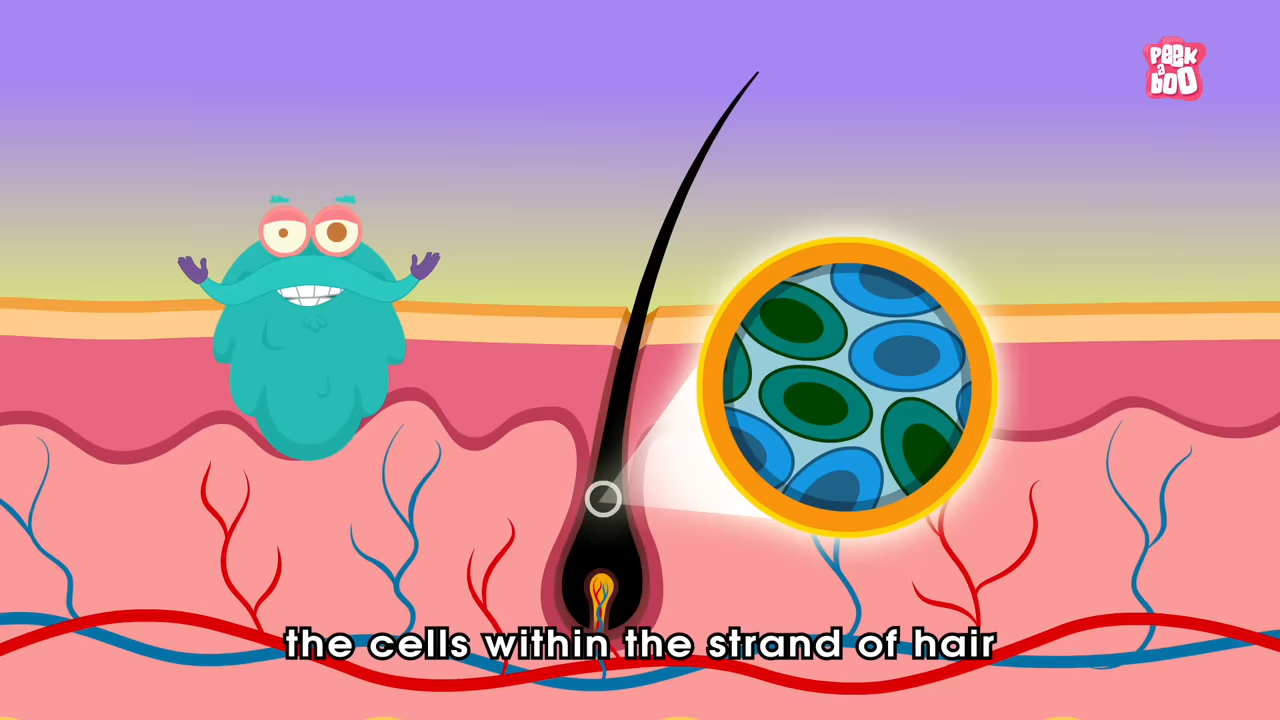 PEEK
a
BOO
the cells within the strand of hair